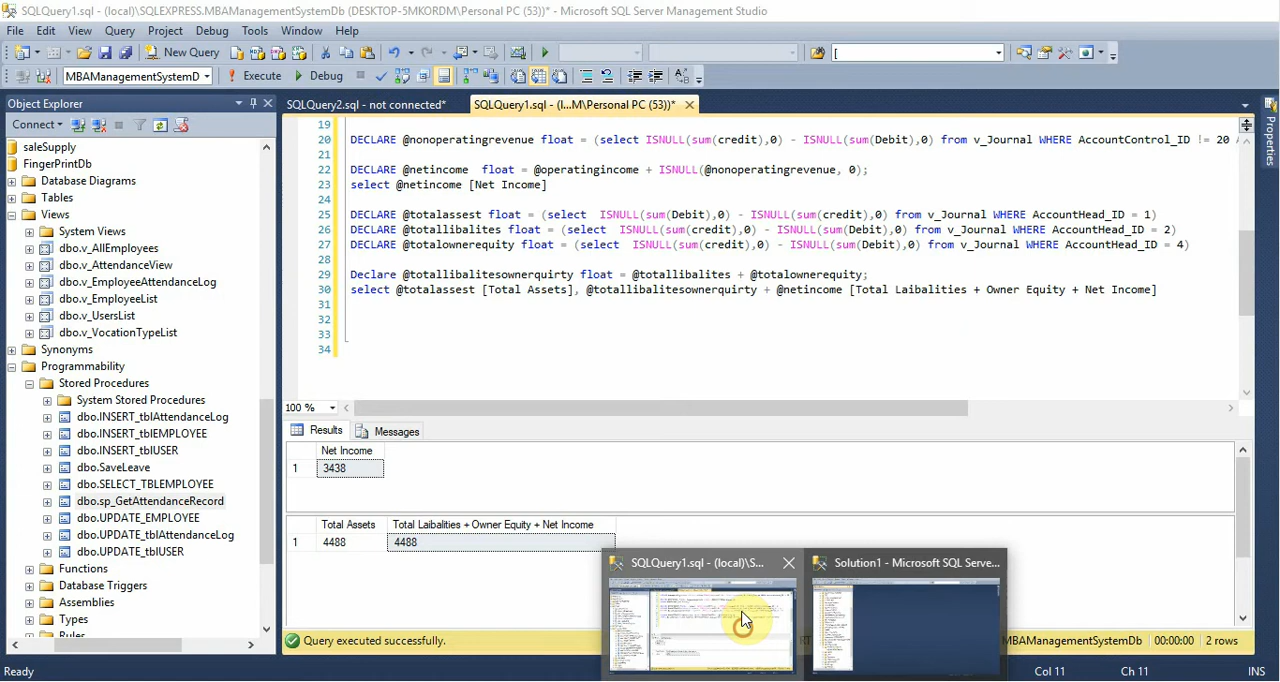 SQLQuery1.sql - (local)\SQLEXPRESS.MBAManagementSystemDb (DESKTOP-5MKORDM\Personal PC (53))* - Microsoft SQL Server Management Studio
File Edit View Query Project Debug Tools Window Help
New Query [
MBAManagementSystemD Execute Debug
Object Explorer
SQLQuery2.sql - not connected* SQLQuery1.sql - (l...M\Personal PC (53))*
Connect
saleSupply
FingerPrintDb
Database Diagrams
Tables
Views
System Views
dbo.v_AllEmployees
dbo.v_AttendanceView
dbo.v_EmployeeAttendanceLog
dbo.v_EmployeeList
dbo.v_UsersList
dbo.v_VocationTypeList
Synonyms
Programmability
Stored Procedures
System Stored Procedures
dbo.INSERT_tblAttendanceLog
dbo.INSERT_tblEMPLOYEE
dbo.INSERT_tblUSER
dbo.SaveLeave
dbo.SELECT_TBLEMPLOYEE
dbo.sp_GetAttendanceRecord
dbo.UPDATE_EMPLOYEE
dbo.UPDATE_tblAttendanceLog
dbo.UPDATE_tblUSER
Functions
Database Triggers
Assemblies
Types
Rules
19
20 DECLARE @nonoperatingrevenue float = (select ISNULL(sum(credit),0) - ISNULL(sum(Debit),0) from v_Journal WHERE AccountControl_ID != 20
21
22 DECLARE @netincome float = @operatingincome + ISNULL(@nonoperatingrevenue, 0);
23 select @netincome [Net Income]
24
25 DECLARE @totalassest float = (select ISNULL(sum(Debit),0) - ISNULL(sum(credit),0) from v_Journal WHERE AccountHead_ID = 1)
26 DECLARE @totallibalites float = (select ISNULL(sum(credit),0) - ISNULL(sum(Debit),0) from v_Journal WHERE AccountHead_ID = 2)
27 DECLARE @totalownerequity float = (select ISNULL(sum(credit),0) - ISNULL(sum(Debit),0) from v_Journal WHERE AccountHead_ID = 4)
28
29 Declare @totallibalitesownerquirty float = @totallibalites + @totalownerequity;
30 select @totalassest [Total Assets], @totallibalitesownerquirty + @netincome [Total Laibalities + Owner Equity + Net Income]
31
32
33
34
100 %
Results Messages
Net Income
1 3438
Total Assets Total Laibalities + Owner Equity + Net Income
1 4488 4488
SQLQuery1.sql - (local)\S... Solution1 - Microsoft SQL Serve...
Query executed successfully. MBAManagementSystemDb 00:00:00 2 rows
Ready Col 11 Ch 11 INS
Properties